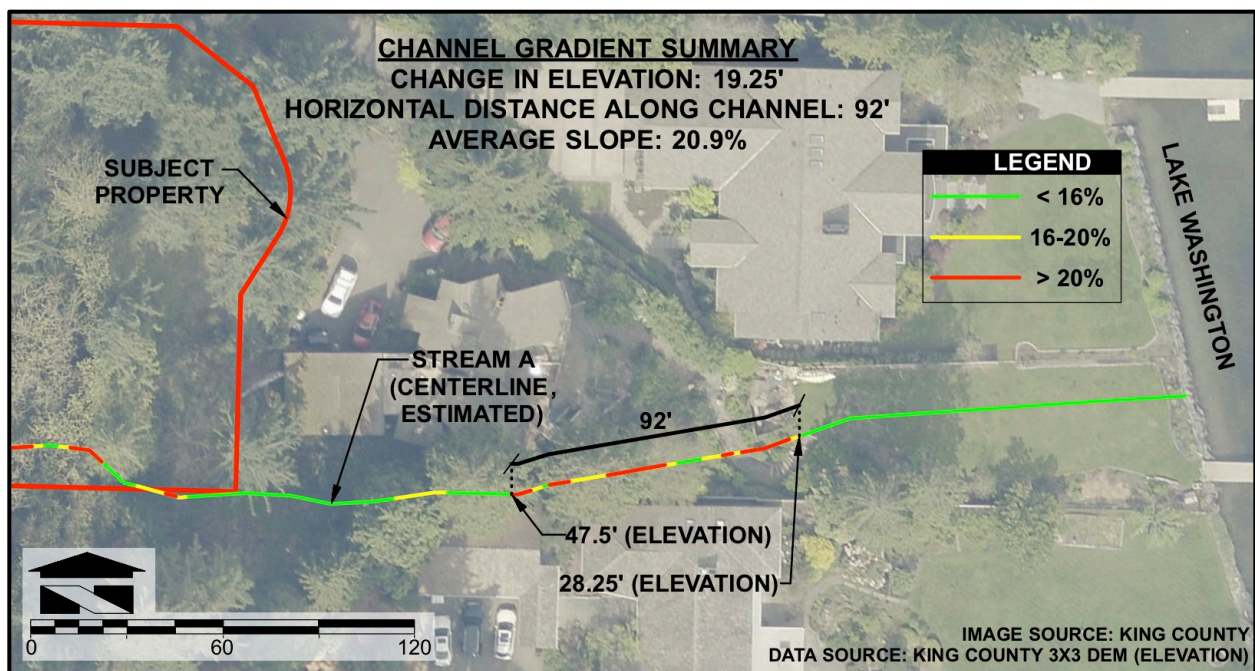 CHANNEL GRADIENT SUMMARY
CHANGE IN ELEVATION: 19.25'
HORIZONTAL DISTANCE ALONG CHANNEL: 92'
AVERAGE SLOPE: 20.9%
SUBJECT
PROPERTY
LEGEND
< 16%
16-20%
> 20%
LAKE WASHINGTON
STREAM A
(CENTERLINE,
ESTIMATED)
92'
47.5' (ELEVATION)
28.25' (ELEVATION)
0 60 120
IMAGE SOURCE: KING COUNTY
DATA SOURCE: KING COUNTY 3X3 DEM (ELEVATION)